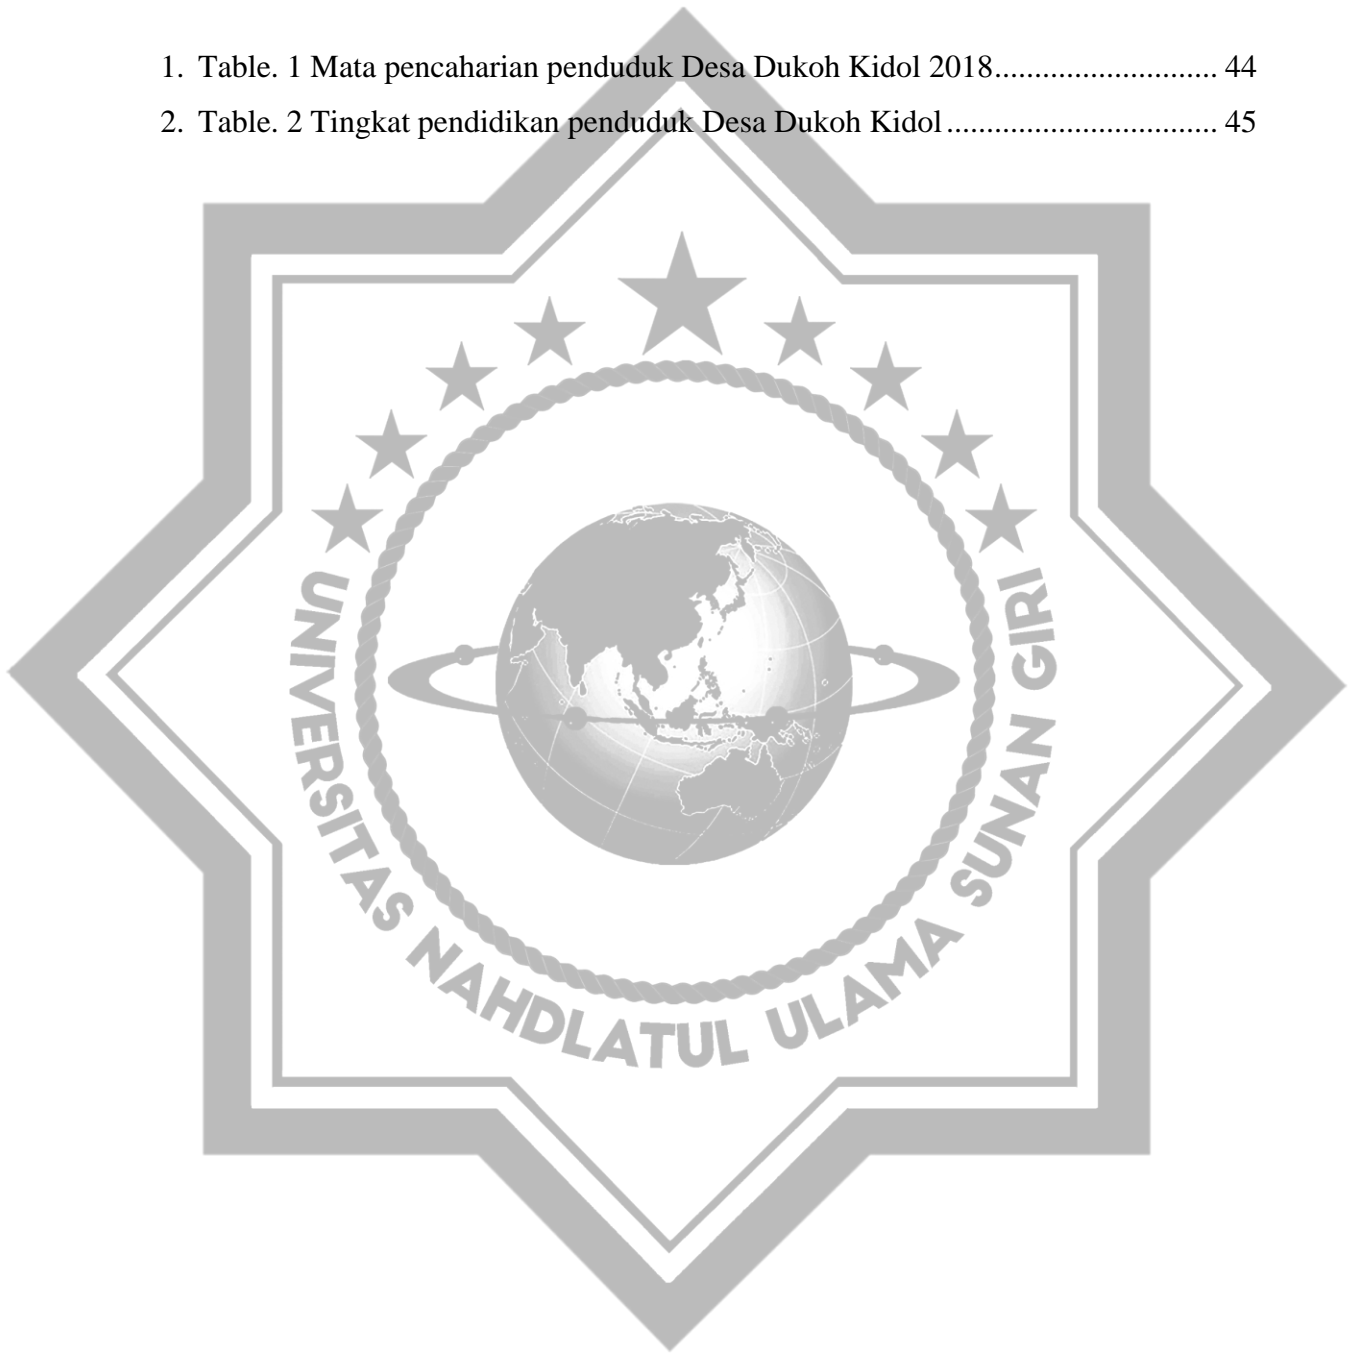 1. Table. 1 Mata pencaharian penduduk Desa Dukoh Kidol 2018............................ 44
2. Table. 2 Tingkat pendidikan penduduk Desa Dukoh Kidol .................................. 45
UNIVERSITAS NAHDLATUL ULAMA SUNAN GIRI